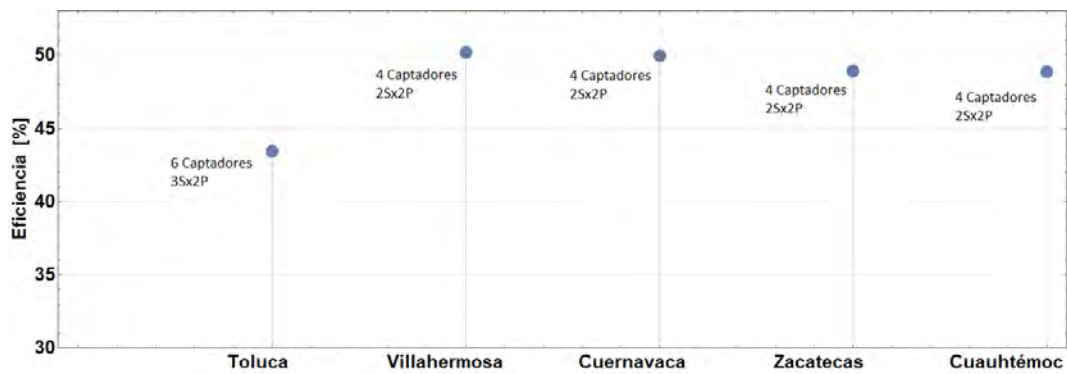 Eficiencia [%]
50
45
40
35
30
6 Captadores
3Sx2P
4 Captadores
2Sx2P
4 Captadores
2Sx2P
4 Captadores
2Sx2P
4 Captadores
2Sx2P
Toluca
Villahermosa
Cuernavaca
Zacatecas
Cuauhtémoc